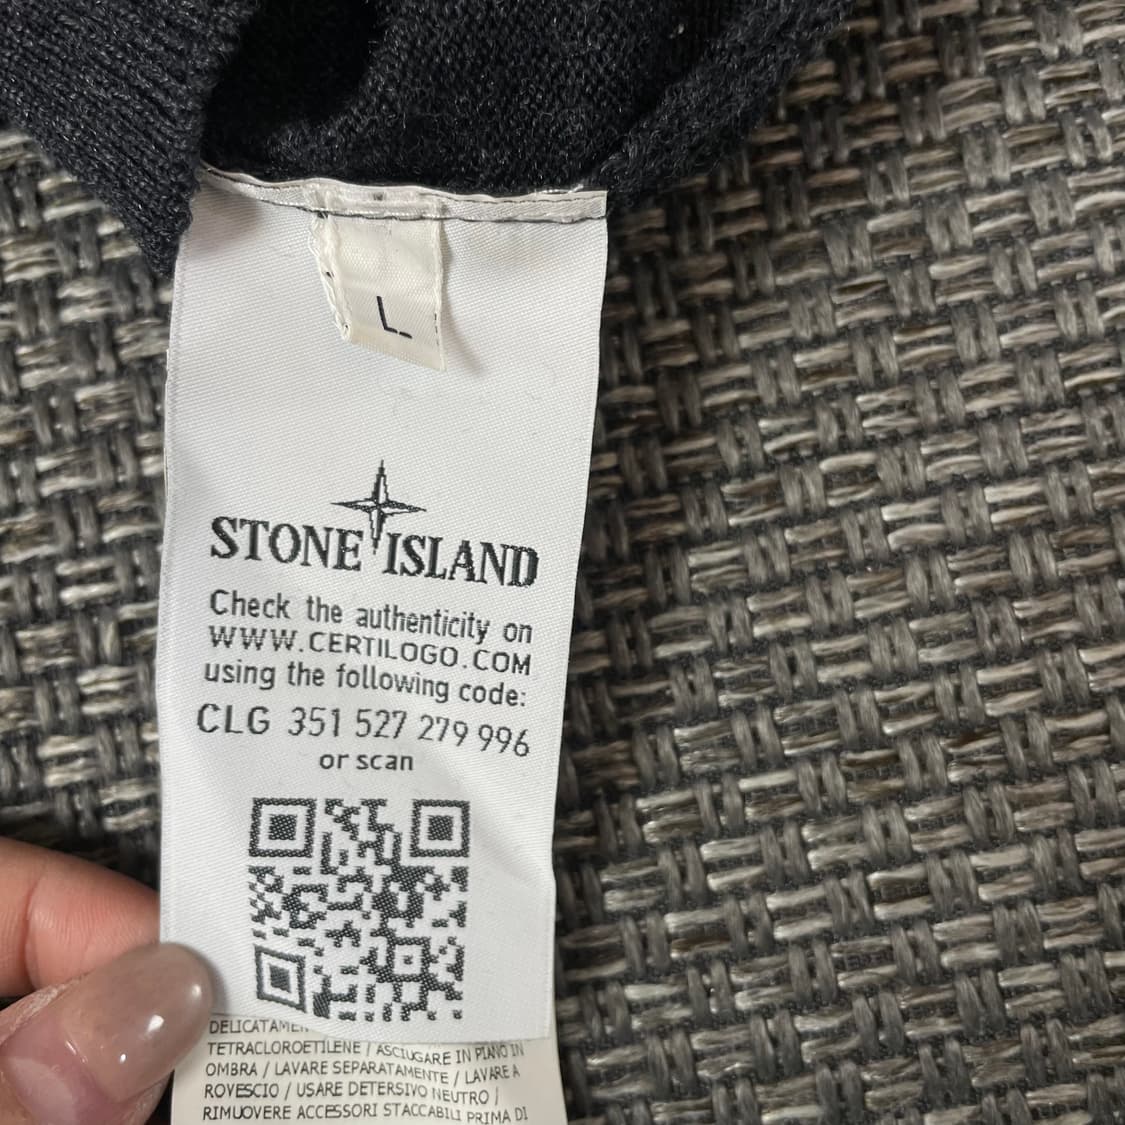 L
STONE ISLAND
Check the authenticity on
WWW.CERTILOGO.COM
using the following code:
CLG 351 527 279 996
or scan
TETRACLOROETILENE / ASCIUGARE IN PIANO IN
OMBRA / LAVARE SEPARATAMENTE / LAVARE A
ROVESCIO / USARE DETERSIVO NEUTRO /
RIMUOVERE ACCESSORI STACCABILI PRIMA DI